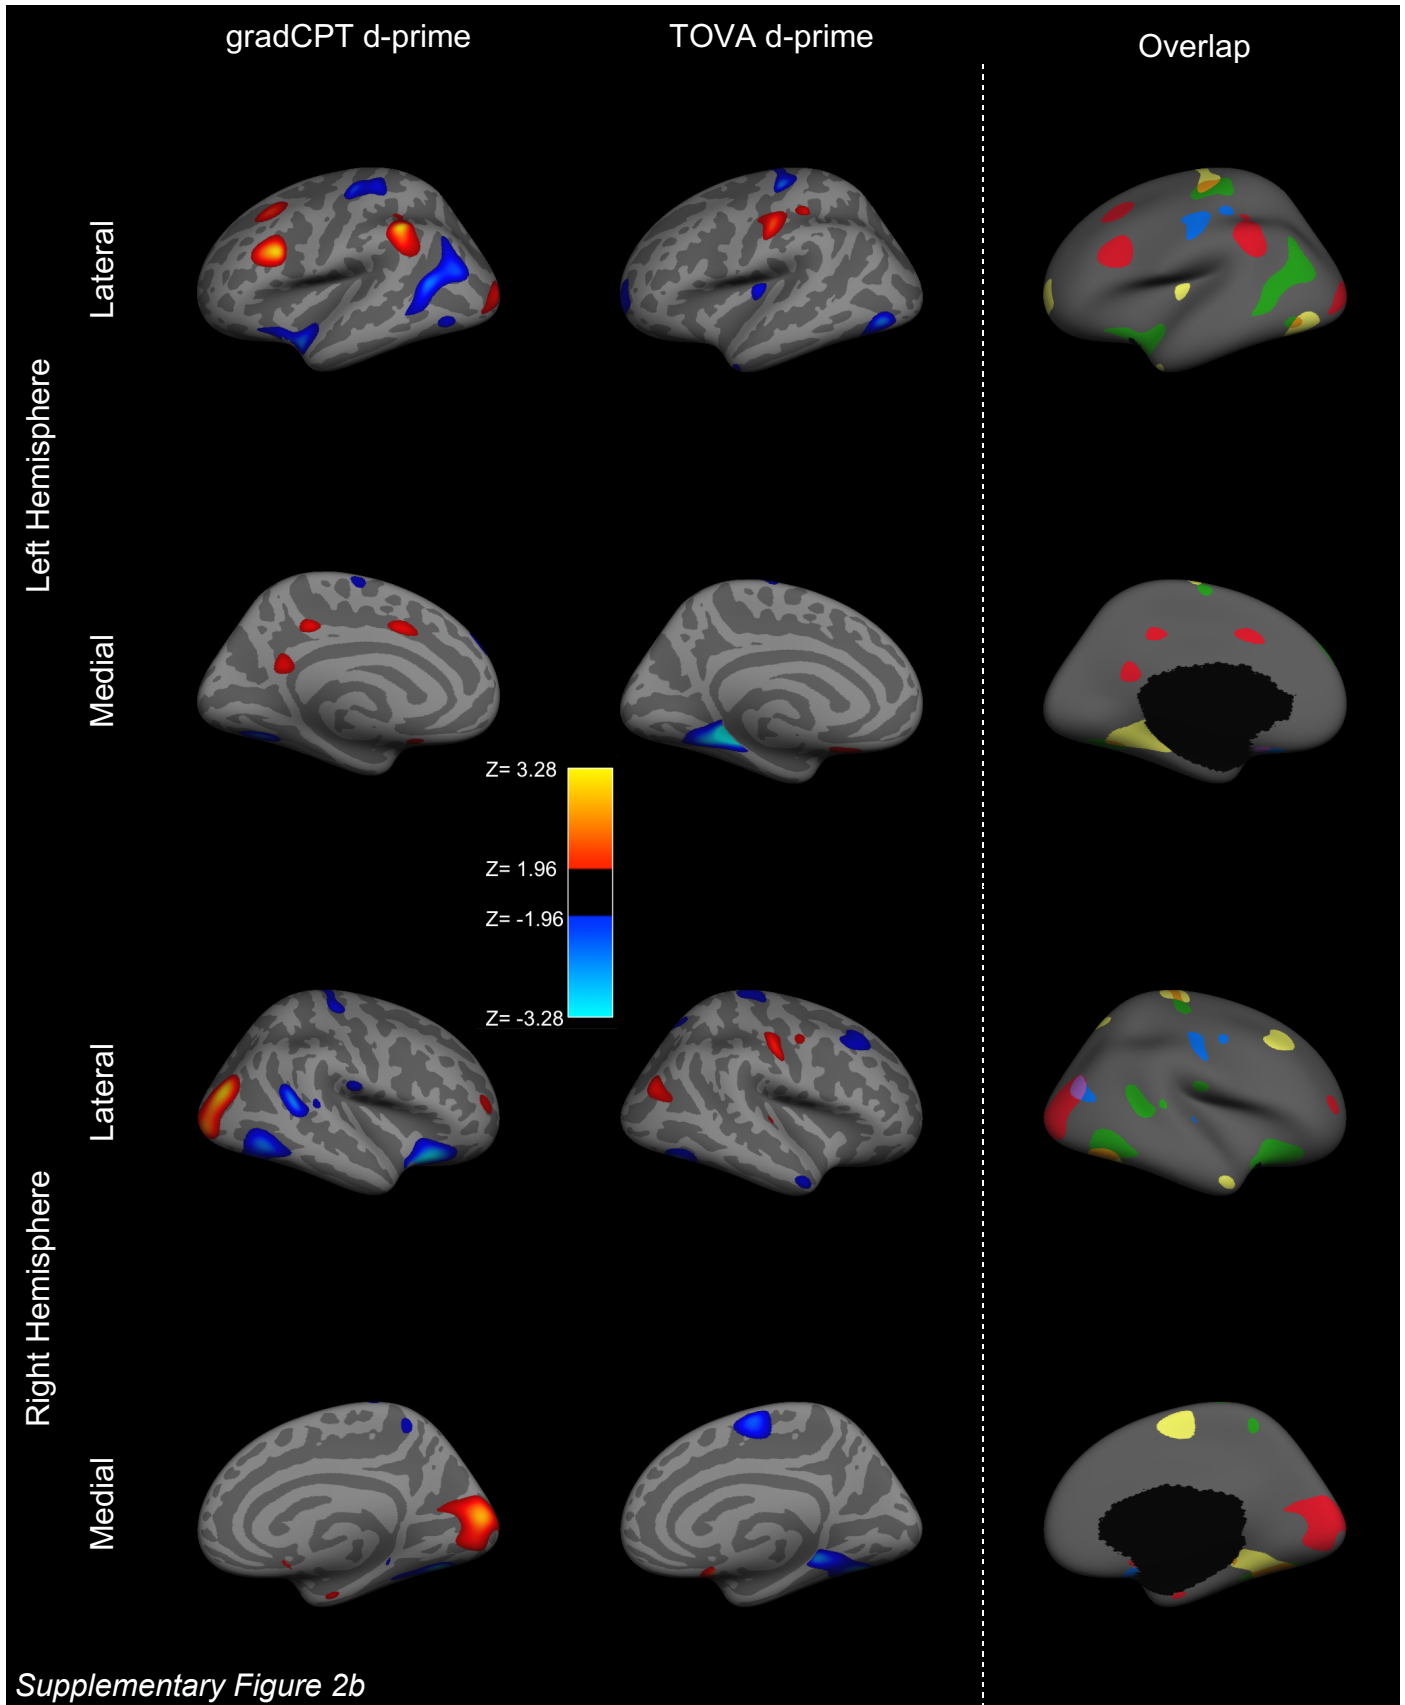 gradCPT d-prime
TOVA d-prime
Overlap
Left Hemisphere
Lateral
Medial
Z= 3.28
Z= 1.96
Z= -1.96
Z= -3.28
Right Hemisphere
Lateral
Medial
Supplementary Figure 2b